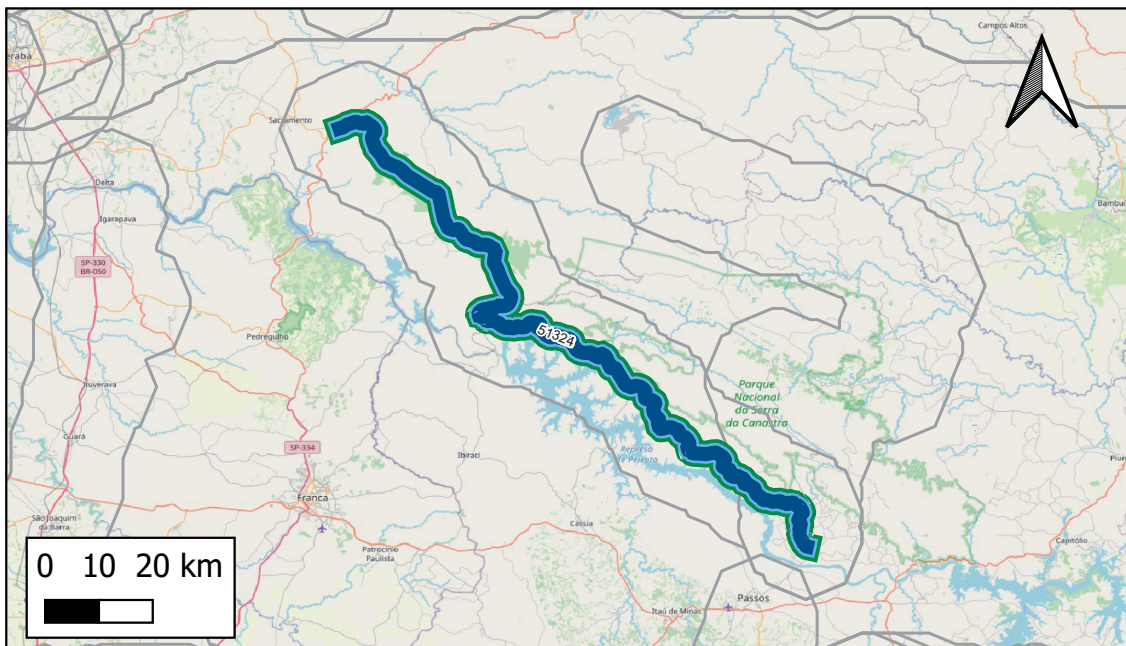 Campos Altos
eraba
Sacramento
Delta
Igarapava
Bambuí
SP-330
BR-050
51324
Pedregulho
Ituverava
Parque
Nacional
da Serra
da Canastra
Guará
SP-334
Ibiraci
Represa
de Peixoto
Pium
Franca
São Joaquim
da Barra
Cássia
Patrocínio
Paulista
Capitólio
Passos
Itaú de Minas
0 10 20 km